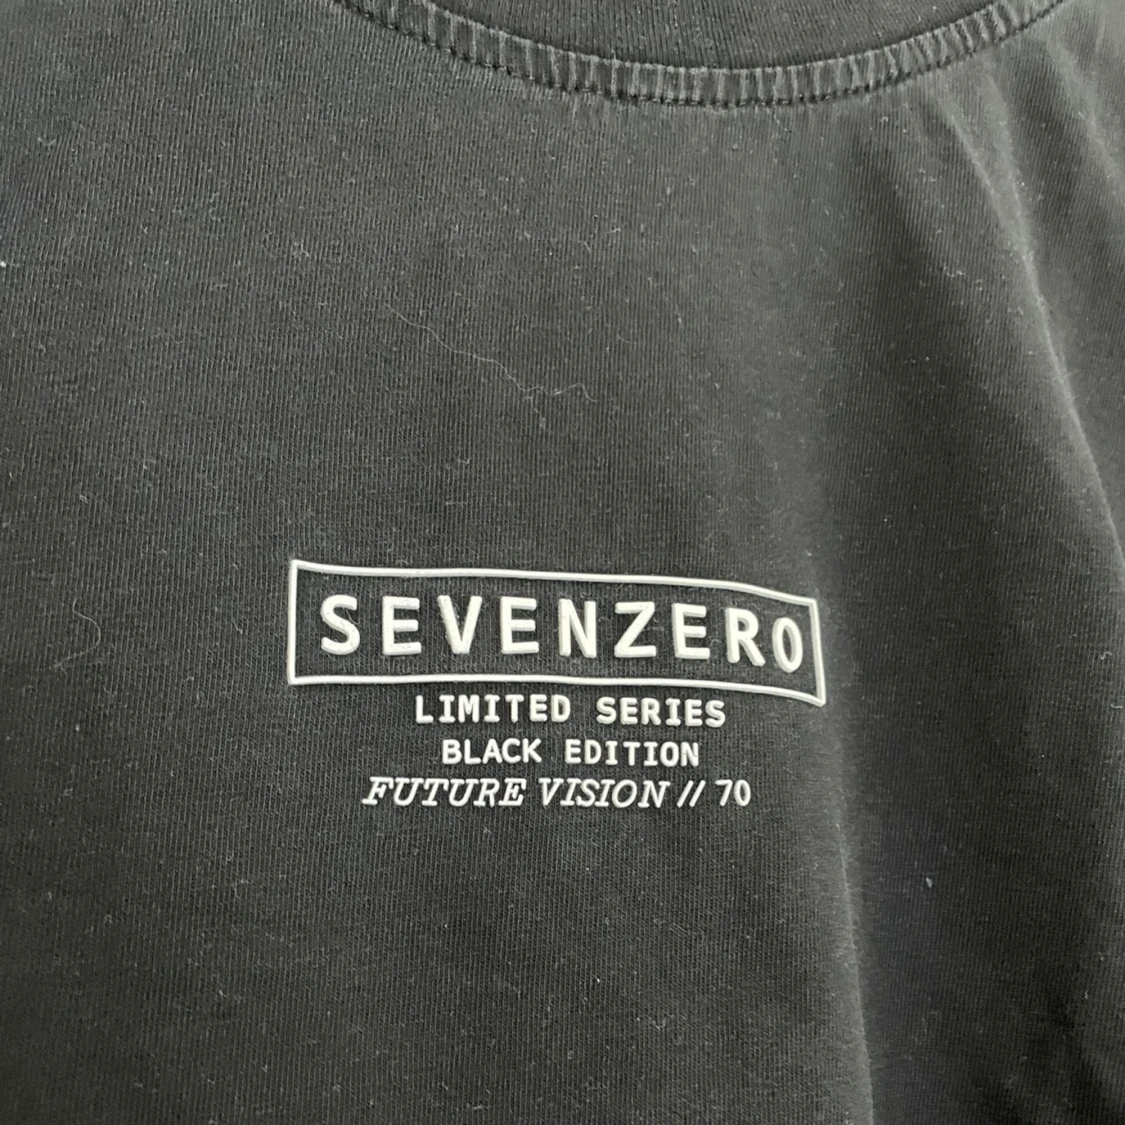 SEVENZERO
LIMITED SERIES
BLACK EDITION
FUTURE VISION // 70